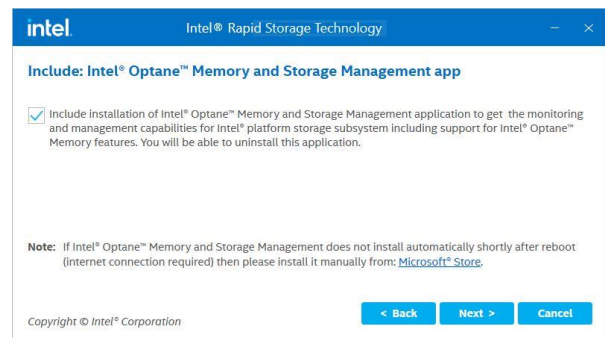 intel.
Intel® Rapid Storage Technology
Include: Intel® Optane™ Memory and Storage Management app
Include installation of Intel® Optane™ Memory and Storage Management application to get the monitoring
and management capabilities for Intel® platform storage subsystem including support for Intel® Optane™
Memory features. You will be able to uninstall this application.
Note: If Intel® Optane™ Memory and Storage Management does not install automatically shortly after reboot
(internet connection required) then please install it manually from: Microsoft® Store.
Copyright © Intel® Corporation
< Back
Next >
Cancel